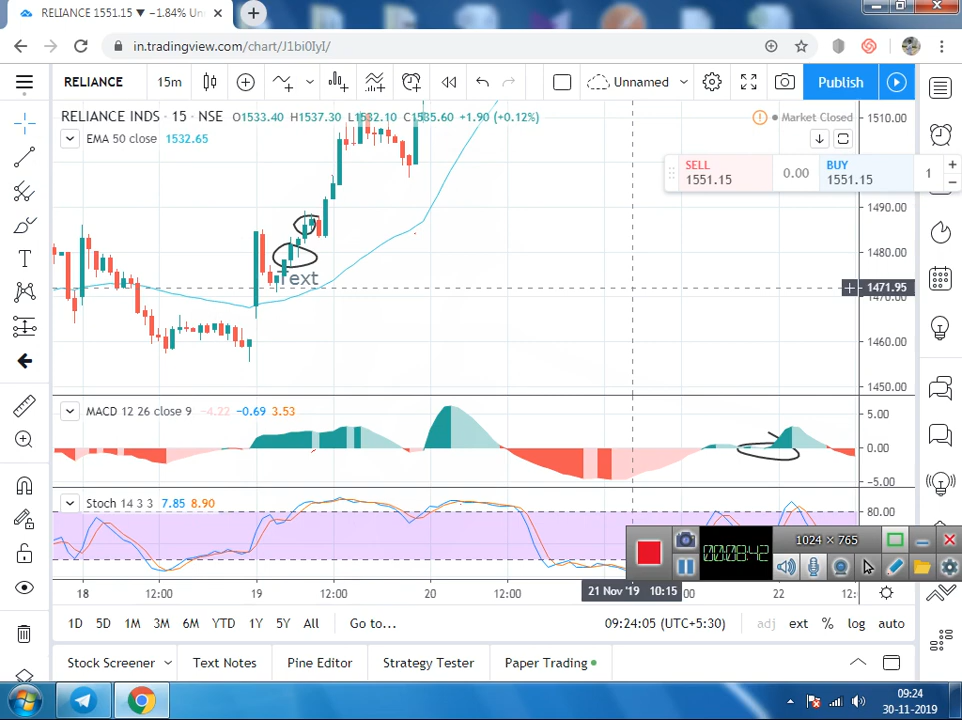 RELIANCE 1551.15 ▼ −1.84% Un
in.tradingview.com/chart/J1bi0IyI/
RELIANCE 15m Unnamed Publish
RELIANCE INDS · 15 · NSE O1533.40 H1537.30 L1532.10 C1535.60 +1.90 (+0.12%)
Market Closed
EMA 50 close 1532.65
SELL
1551.15
0.00
BUY
1551.15
1
1510.00
1490.00
1480.00
1471.95
1470.00
1460.00
1450.00
Text
MACD 12 26 close 9 −4.22 −0.69 3.53
5.00
0.00
−5.00
Stoch 14 3 3 7.85 8.90
80.00
00:08:42
1024 × 765
18 12:00 19 12:00 20 12:00 21 Nov '19 10:15 22 12:
1D 5D 1M 3M 6M YTD 1Y 5Y All Go to... 09:24:05 (UTC+5:30) adj ext % log auto
Stock Screener Text Notes Pine Editor Strategy Tester Paper Trading
09:24
30-11-2019